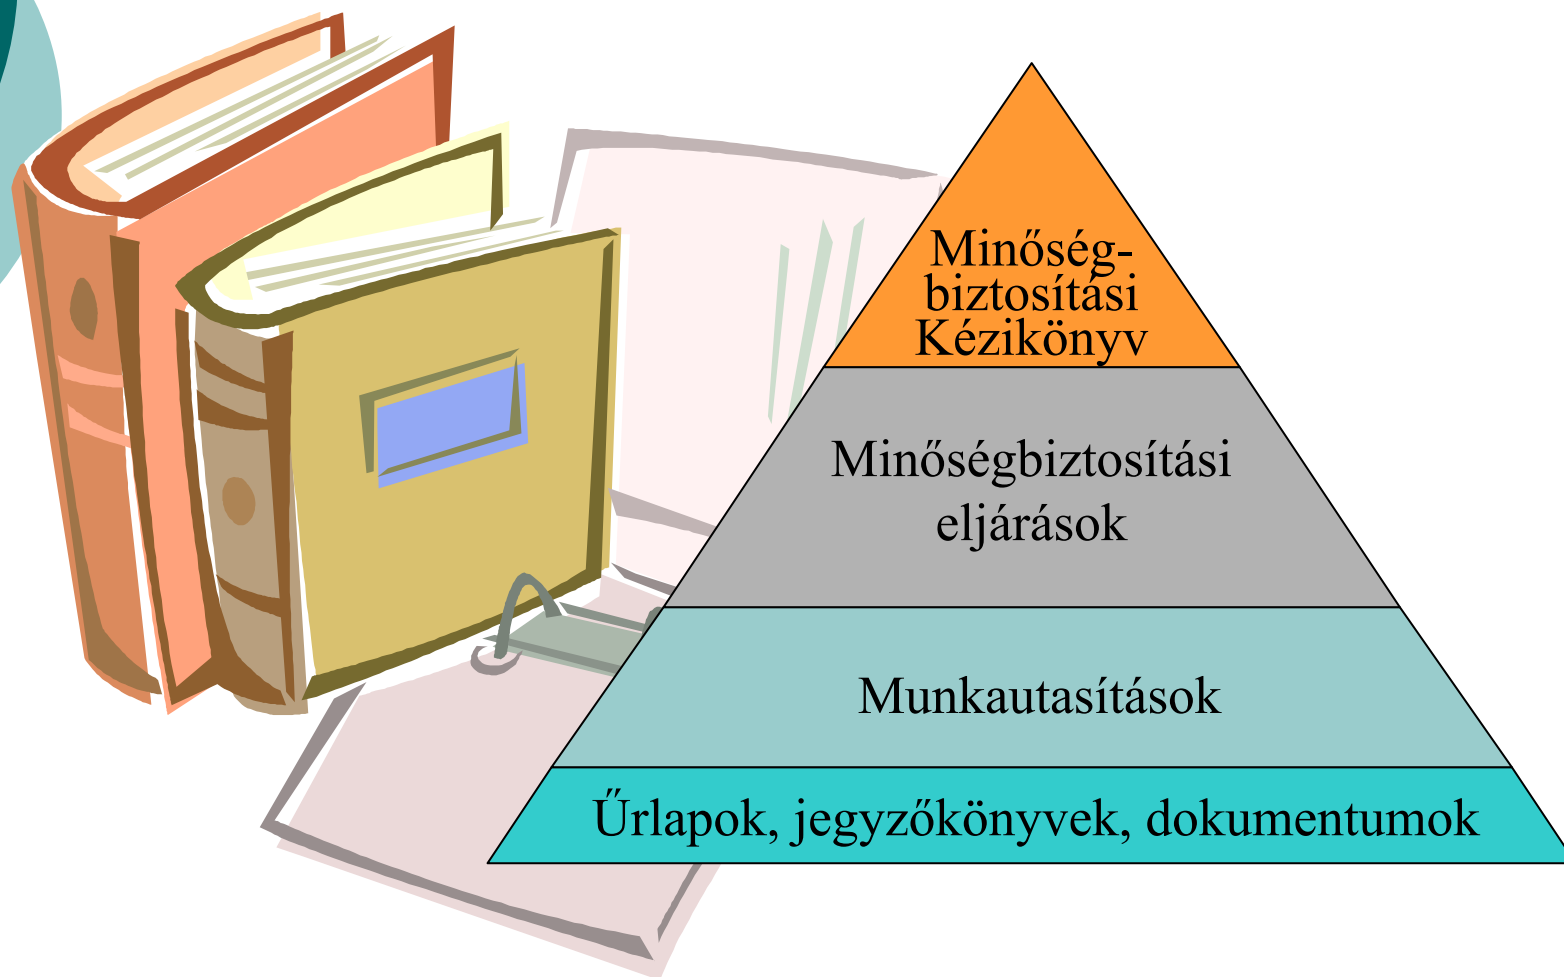 Minőség-
biztosítási
Kézikönyv
Minőségbiztosítási
eljárások
Munkautasítások
Űrlapok, jegyzőkönyvek, dokumentumok